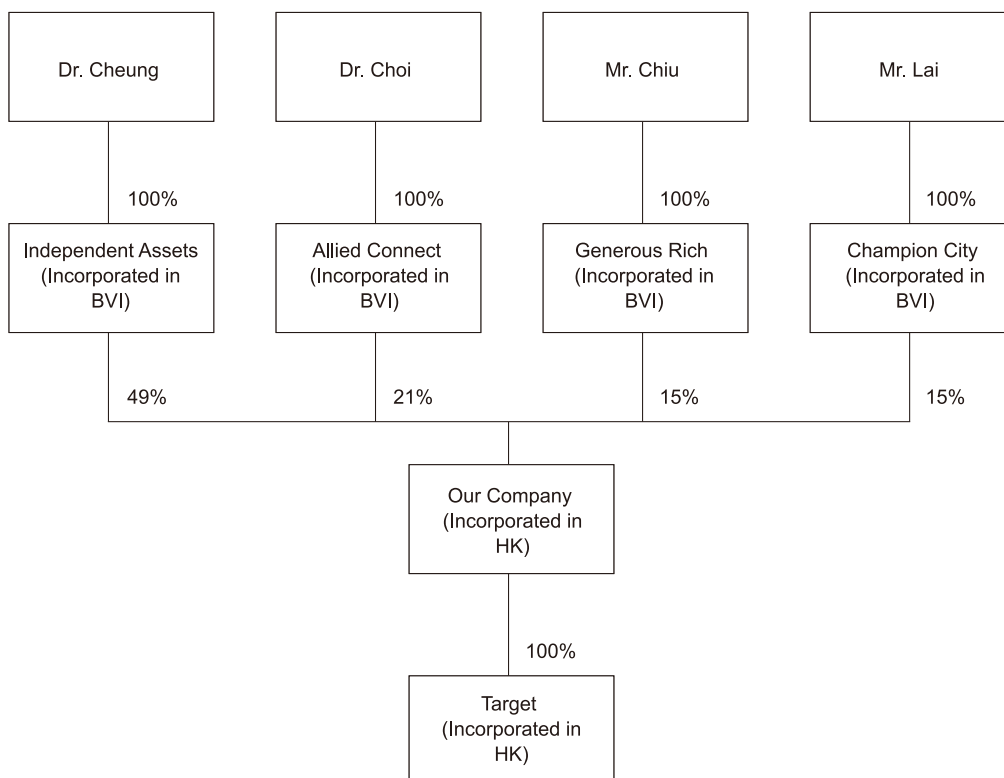 Dr. Cheung
Dr. Choi
Mr. Chiu
Mr. Lai
100%
100%
100%
100%
Independent Assets
(Incorporated in
BVI)
Allied Connect
(Incorporated in
BVI)
Generous Rich
(Incorporated in
BVI)
Champion City
(Incorporated in
BVI)
49%
21%
15%
15%
Our Company
(Incorporated in
HK)
100%
Target
(Incorporated in
HK)